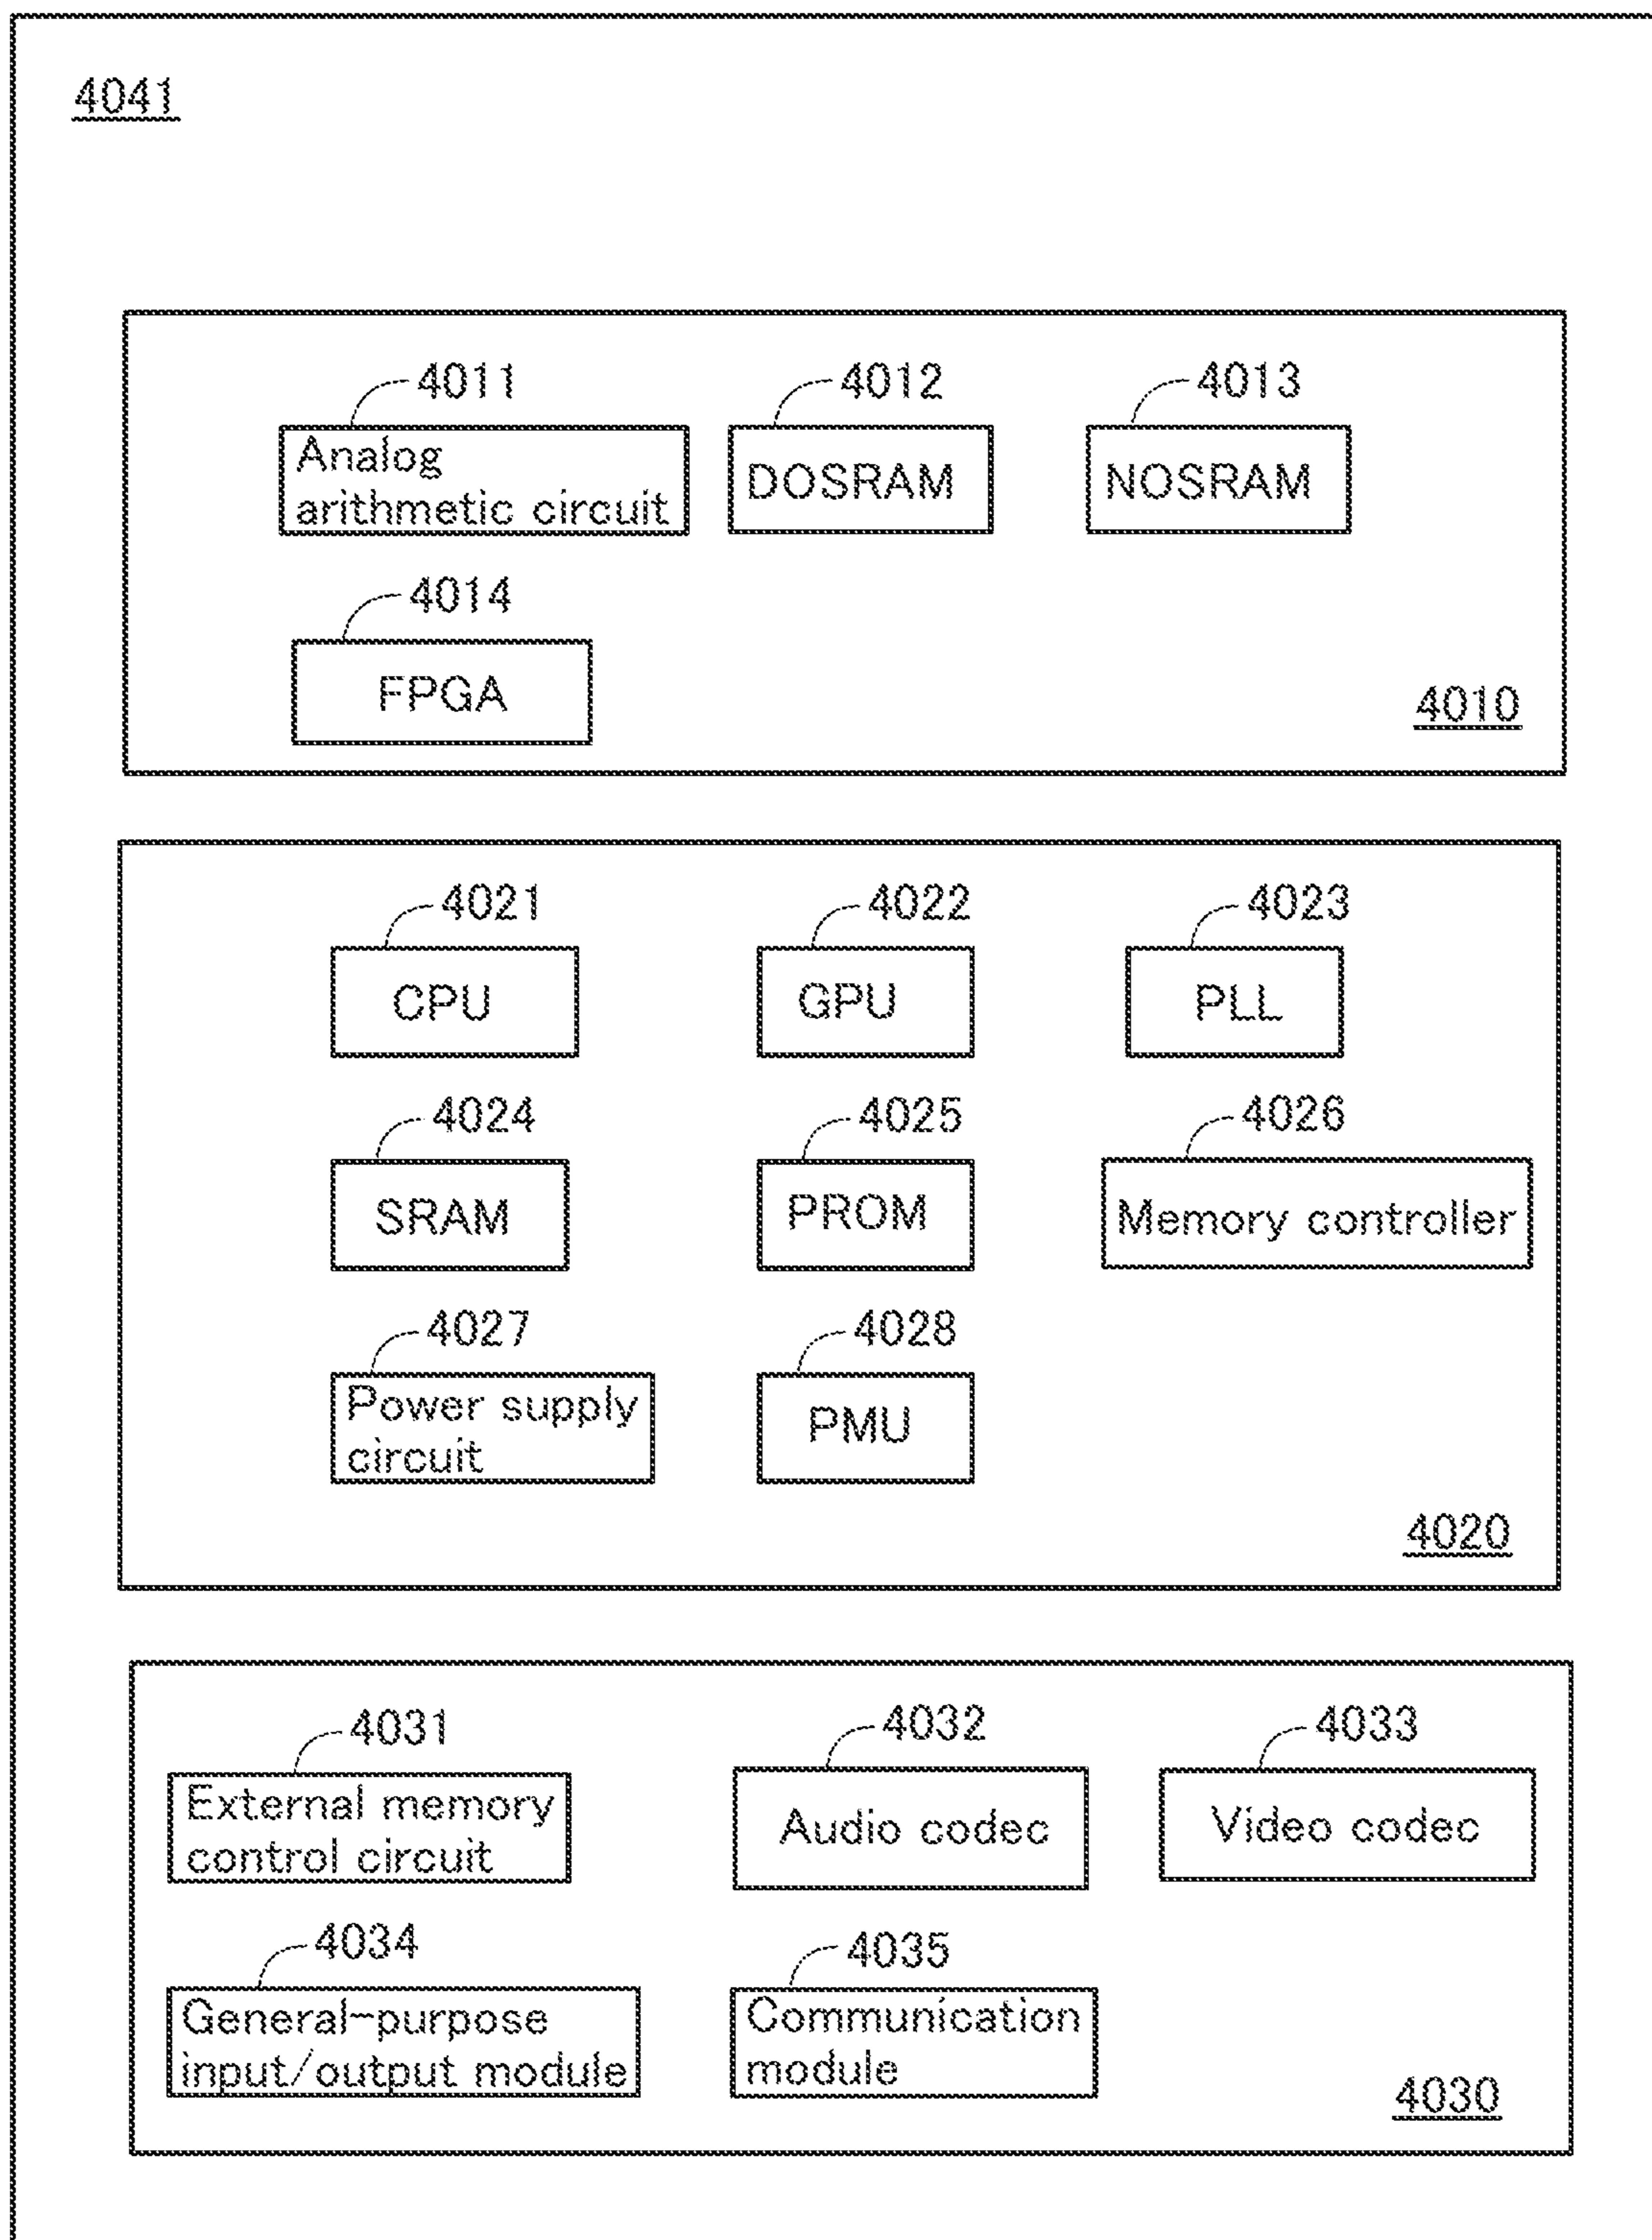 4041
4011 4012 4013
Analog
arithmetic circuit
DOSRAM
NOSRAM
4014
FPGA
4010
4021 4022 4023
CPU GPU PLL
4024 4025 4026
SRAM PROM Memory controller
4027 4028
Power supply
circuit
PMU
4020
4031 4032 4033
External memory
control circuit
Audio codec
Video codec
4034 4035
General-purpose
input/output module
Communication
module
4030